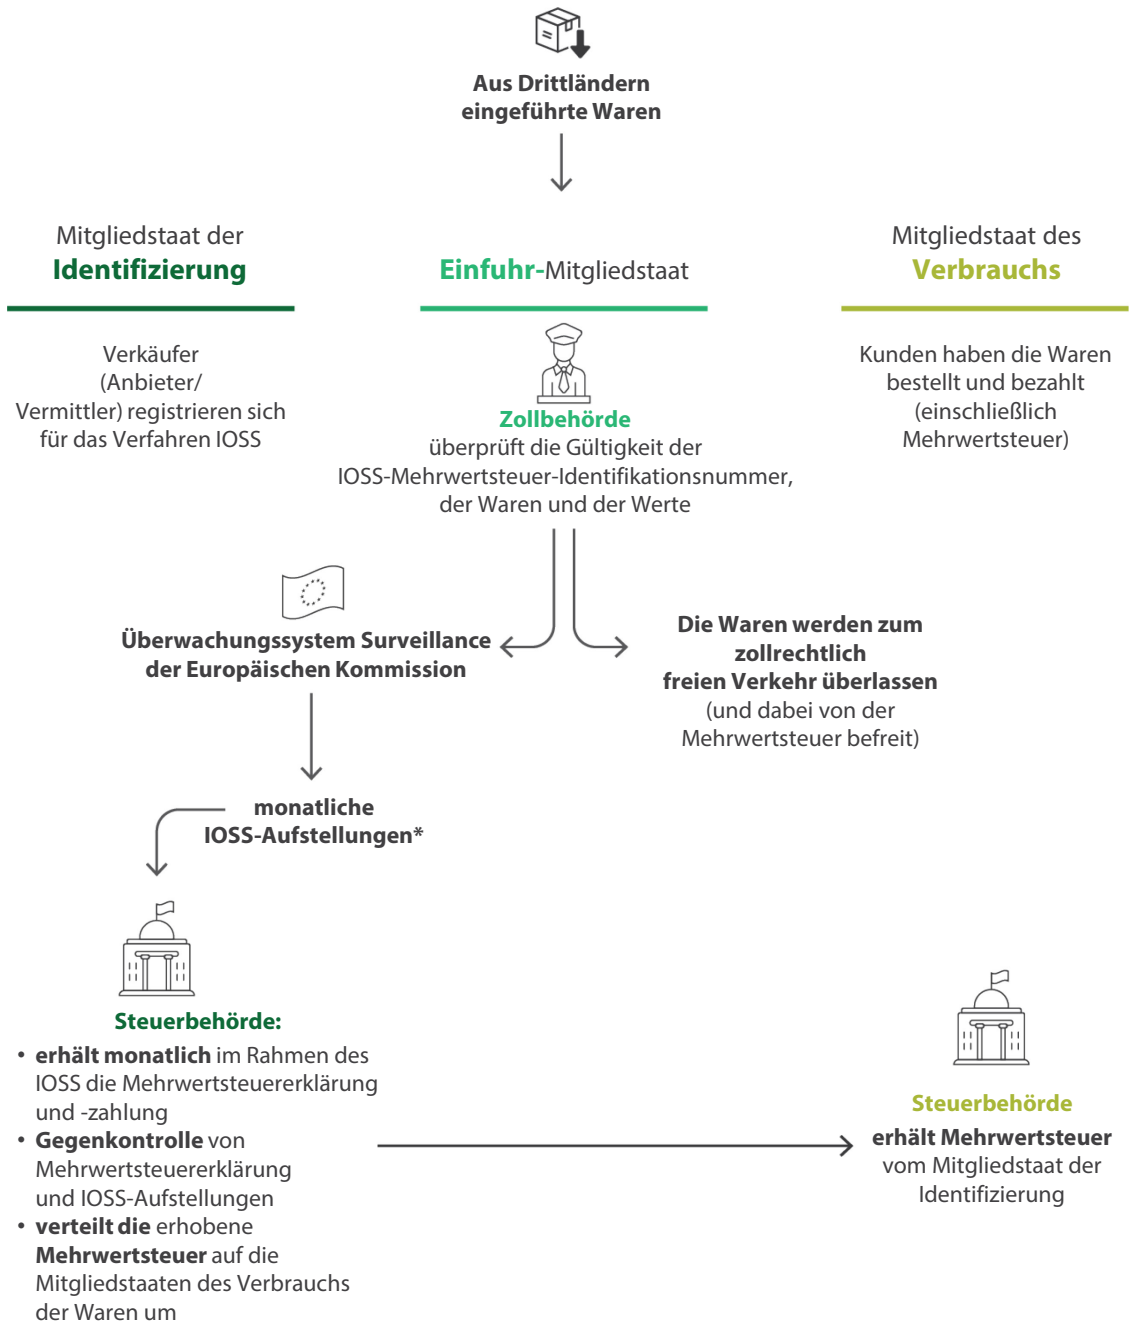 Aus Drittländern
eingeführte Waren
Mitgliedstaat der
Identifizierung
Verkäufer
(Anbieter/
Vermittler) registrieren sich
für das Verfahren IOSS
Einfuhr-Mitgliedstaat
Zollbehörde
überprüft die Gültigkeit der
IOSS-Mehrwertsteuer-Identifikationsnummer,
der Waren und der Werte
Mitgliedstaat des
Verbrauchs
Kunden haben die Waren
bestellt und bezahlt
(einschließlich
Mehrwertsteuer)
Überwachungssystem Surveillance
der Europäischen Kommission
Die Waren werden zum
zollrechtlich
freien Verkehr überlassen
(und dabei von der
Mehrwertsteuer befreit)
monatliche
IOSS-Aufstellungen*
Steuerbehörde:
• erhält monatlich im Rahmen des
IOSS die Mehrwertsteuererklärung
und -zahlung
• Gegenkontrolle von
Mehrwertsteuererklärung
und IOSS-Aufstellungen
• verteilt die erhobene
Mehrwertsteuer auf die
Mitgliedstaaten des Verbrauchs
der Waren um
Steuerbehörde
erhält Mehrwertsteuer
vom Mitgliedstaat der
Identifizierung